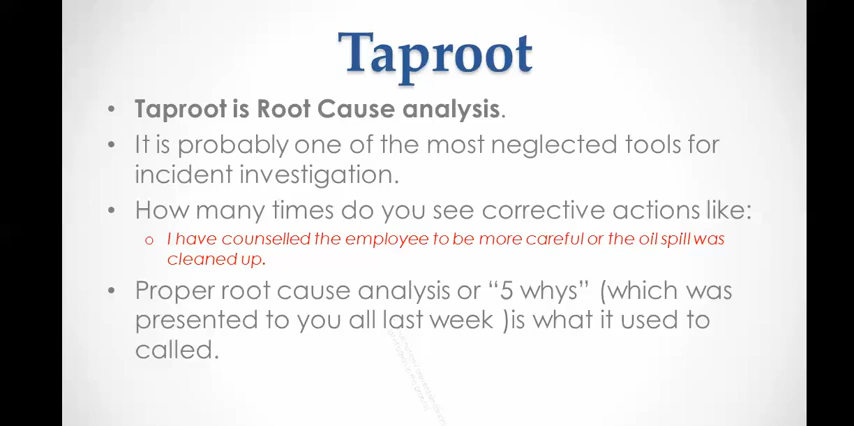 Taproot
• Taproot is Root Cause analysis.
• It is probably one of the most neglected tools for
incident investigation.
• How many times do you see corrective actions like:
o I have counselled the employee to be more careful or the oil spill was
cleaned up.
• Proper root cause analysis or “5 whys” (which was
presented to you all last week )is what it used to
called.